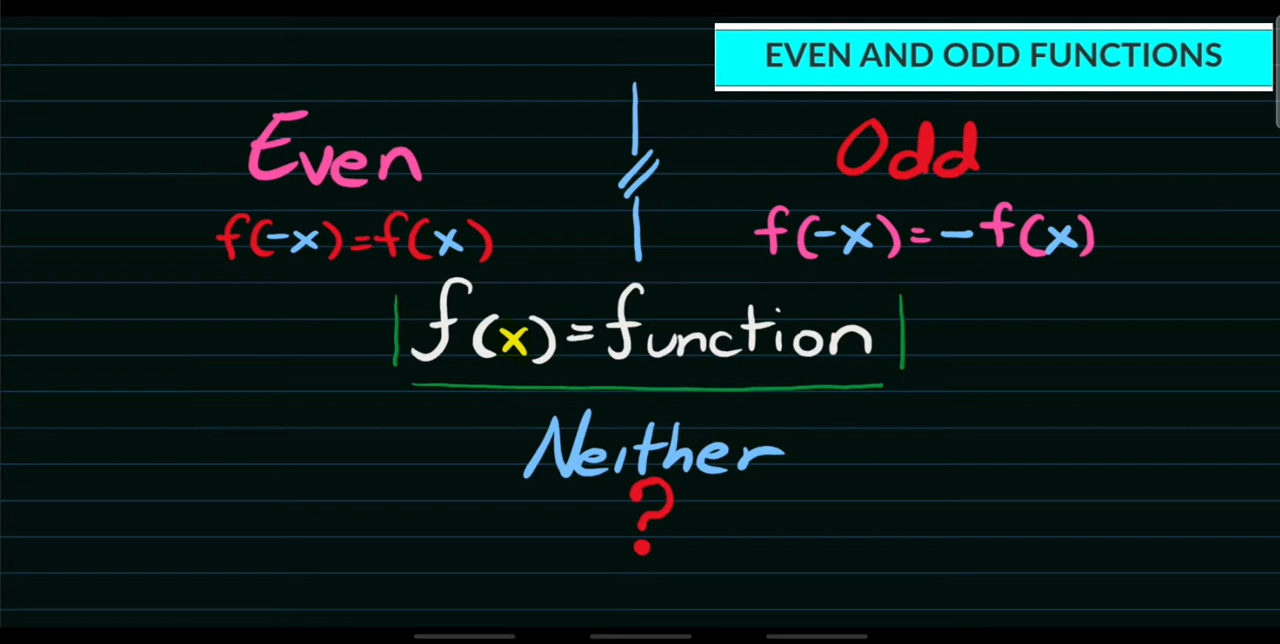 EVEN AND ODD FUNCTIONS
Even
Odd
f(-x)=f(x)
f(-x)=-f(x)
f(x)=function
Neither
?